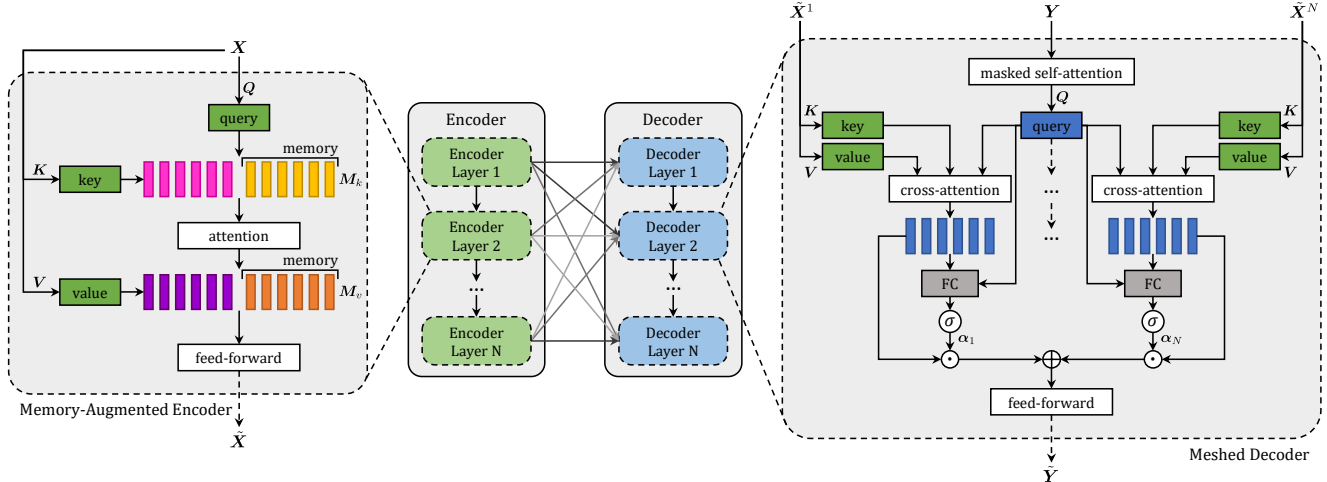 X
Q
query
memory
K
key
M_k
attention
memory
V
value
M_v
feed-forward
Memory-Augmented Encoder
X̃
Encoder
Encoder
Layer 1
Encoder
Layer 2
...
Encoder
Layer N
Decoder
Decoder
Layer 1
Decoder
Layer 2
...
Decoder
Layer N
X̃¹
Y
X̃ᴺ
masked self-attention
Q
K
key
query
K
key
value
V
value
V
cross-attention
...
cross-attention
...
FC
FC
σ
σ
α₁
α_N
feed-forward
Meshed Decoder
Ỹ